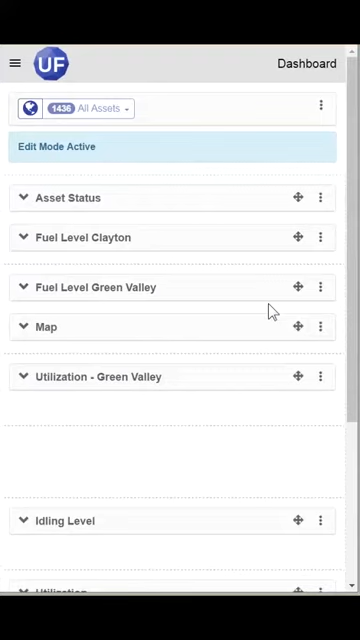 UF
Dashboard
1436 All Assets
Edit Mode Active
Asset Status
Fuel Level Clayton
Fuel Level Green Valley
Map
Utilization - Green Valley
Idling Level
Utilization